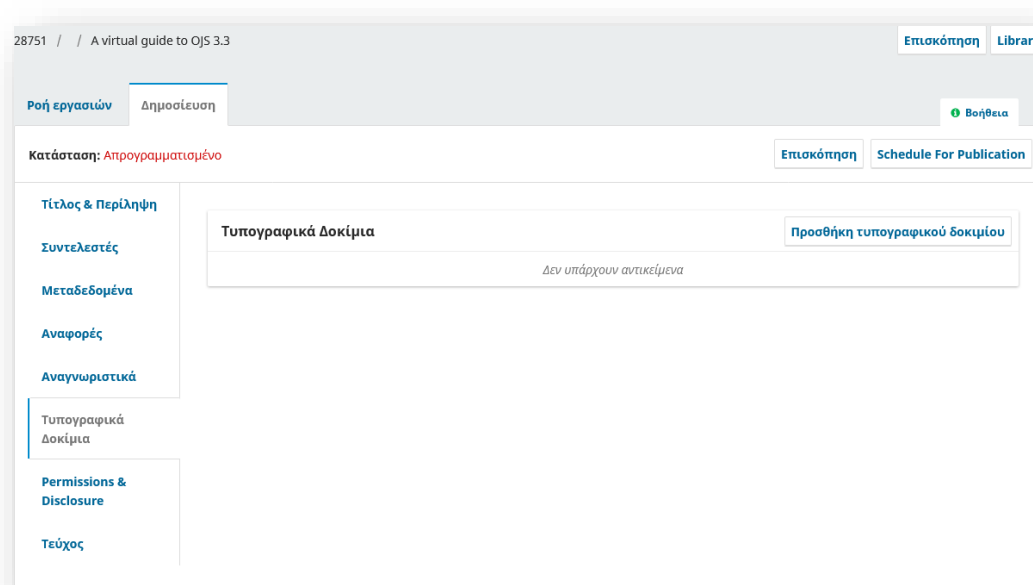 28751 / / A virtual guide to OJS 3.3
Επισκόπηση
Librar
Ροή εργασιών
Δημοσίευση
Βοήθεια
Κατάσταση: Απρογραμματισμένο
Επισκόπηση
Schedule For Publication
Τίτλος & Περίληψη
Συντελεστές
Μεταδεδομένα
Αναφορές
Αναγνωριστικά
Τυπογραφικά
Δοκίμια
Permissions &
Disclosure
Τεύχος
Τυπογραφικά Δοκίμια
Προσθήκη τυπογραφικού δοκιμίου
Δεν υπάρχουν αντικείμενα